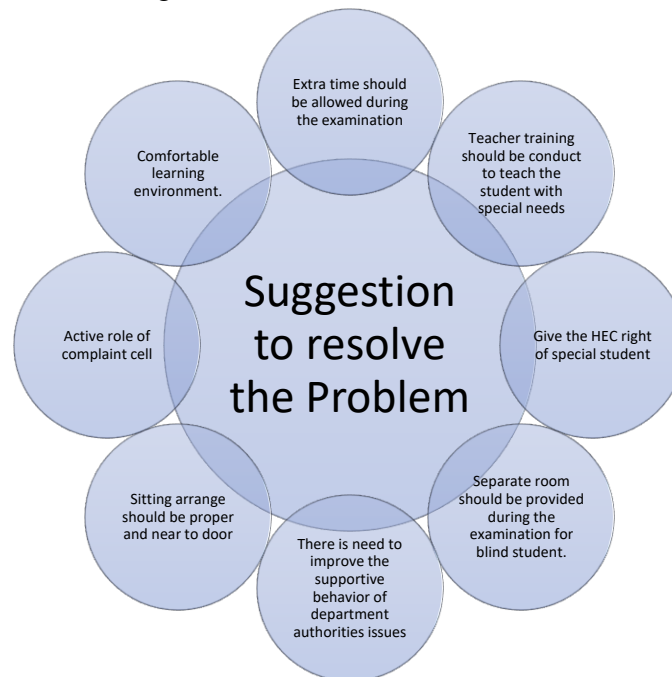 Extra time should
be allowed during
the examination
Teacher training
should be conduct
to teach the
student with
special needs
Give the HEC right
of special student
Separate room
should be provided
during the
examination for
blind student.
There is need to
improve the
supportive
behavior of
department
authorities issues
Sitting arrange
should be proper
and near to door
Active role of
complaint cell
Comfortable
learning
environment.
Suggestion
to resolve
the Problem